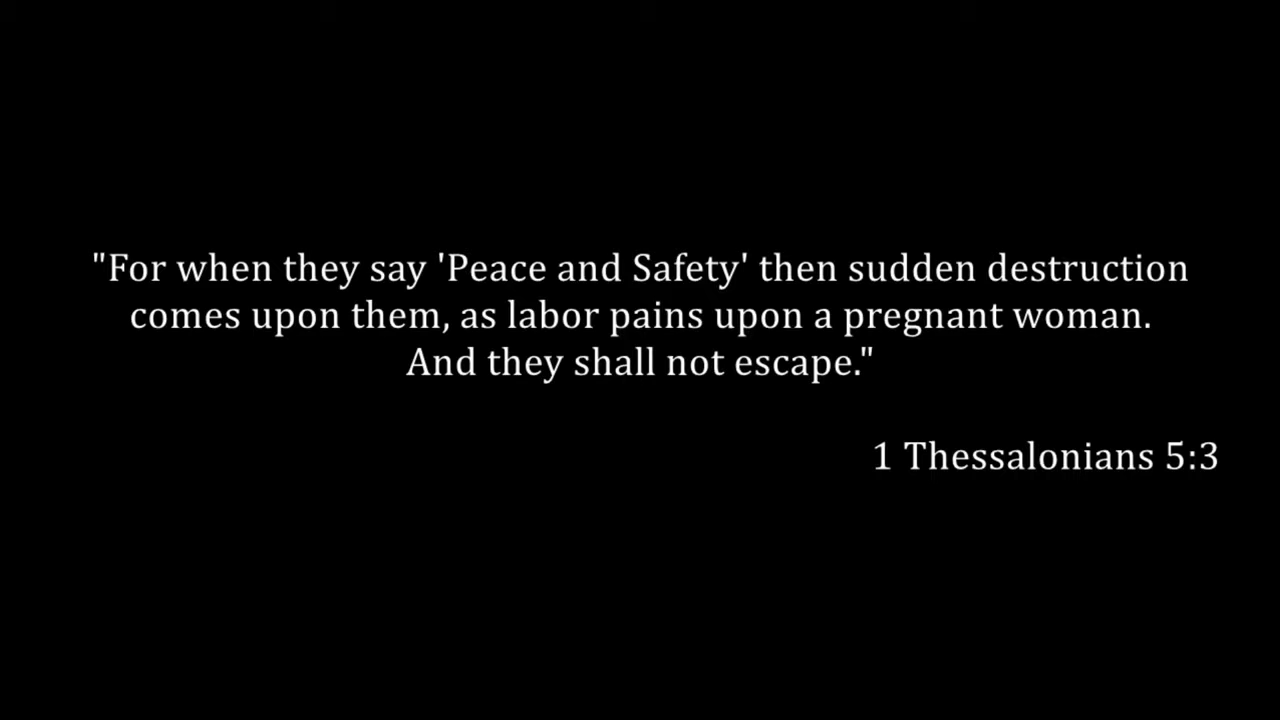 "For when they say 'Peace and Safety' then sudden destruction
comes upon them, as labor pains upon a pregnant woman.
And they shall not escape."
1 Thessalonians 5:3